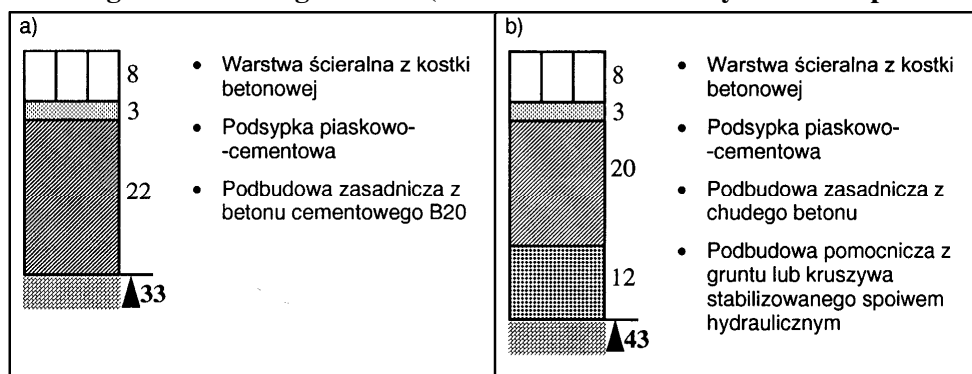 a)
8
3
22
33
• Warstwa ścieralna z kostki
betonowej
• Podsypka piaskowo-
-cementowa
• Podbudowa zasadnicza z
betonu cementowego B20
b)
8
3
20
12
43
• Warstwa ścieralna z kostki
betonowej
• Podsypka piaskowo-
-cementowa
• Podbudowa zasadnicza z
chudego betonu
• Podbudowa pomocnicza z
gruntu lub kruszywa
stabilizowanego spoiwem
hydraulicznym